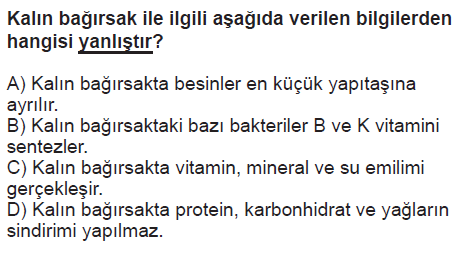 Kalın bağırsak ile ilgili aşağıda verilen bilgilerden
hangisi yanlıştır?
A) Kalın bağırsakta besinler en küçük yapıtaşına
ayrılır.
B) Kalın bağırsaktaki bazı bakteriler B ve K vitamini
sentezler.
C) Kalın bağırsakta vitamin, mineral ve su emilimi
gerçekleşir.
D) Kalın bağırsakta protein, karbonhidrat ve yağların
sindirimi yapılmaz.